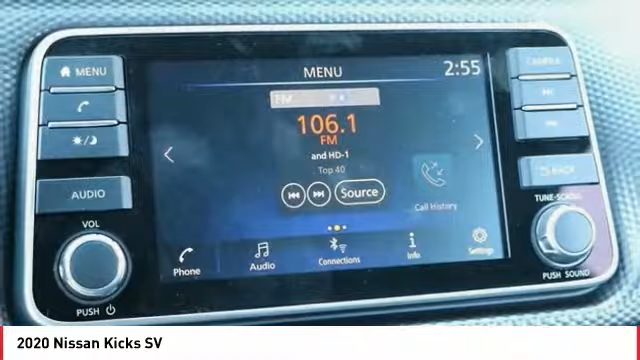 MENU
MENU
2:55
CAMERA
FM
106.1
FM
and HD-1
Top 40
Source
Call History
BACK
AUDIO
VOL
TUNE-SCROLL
Phone
Audio
Connections
Info
Settings
PUSH
PUSH SOUND
2020 Nissan Kicks SV